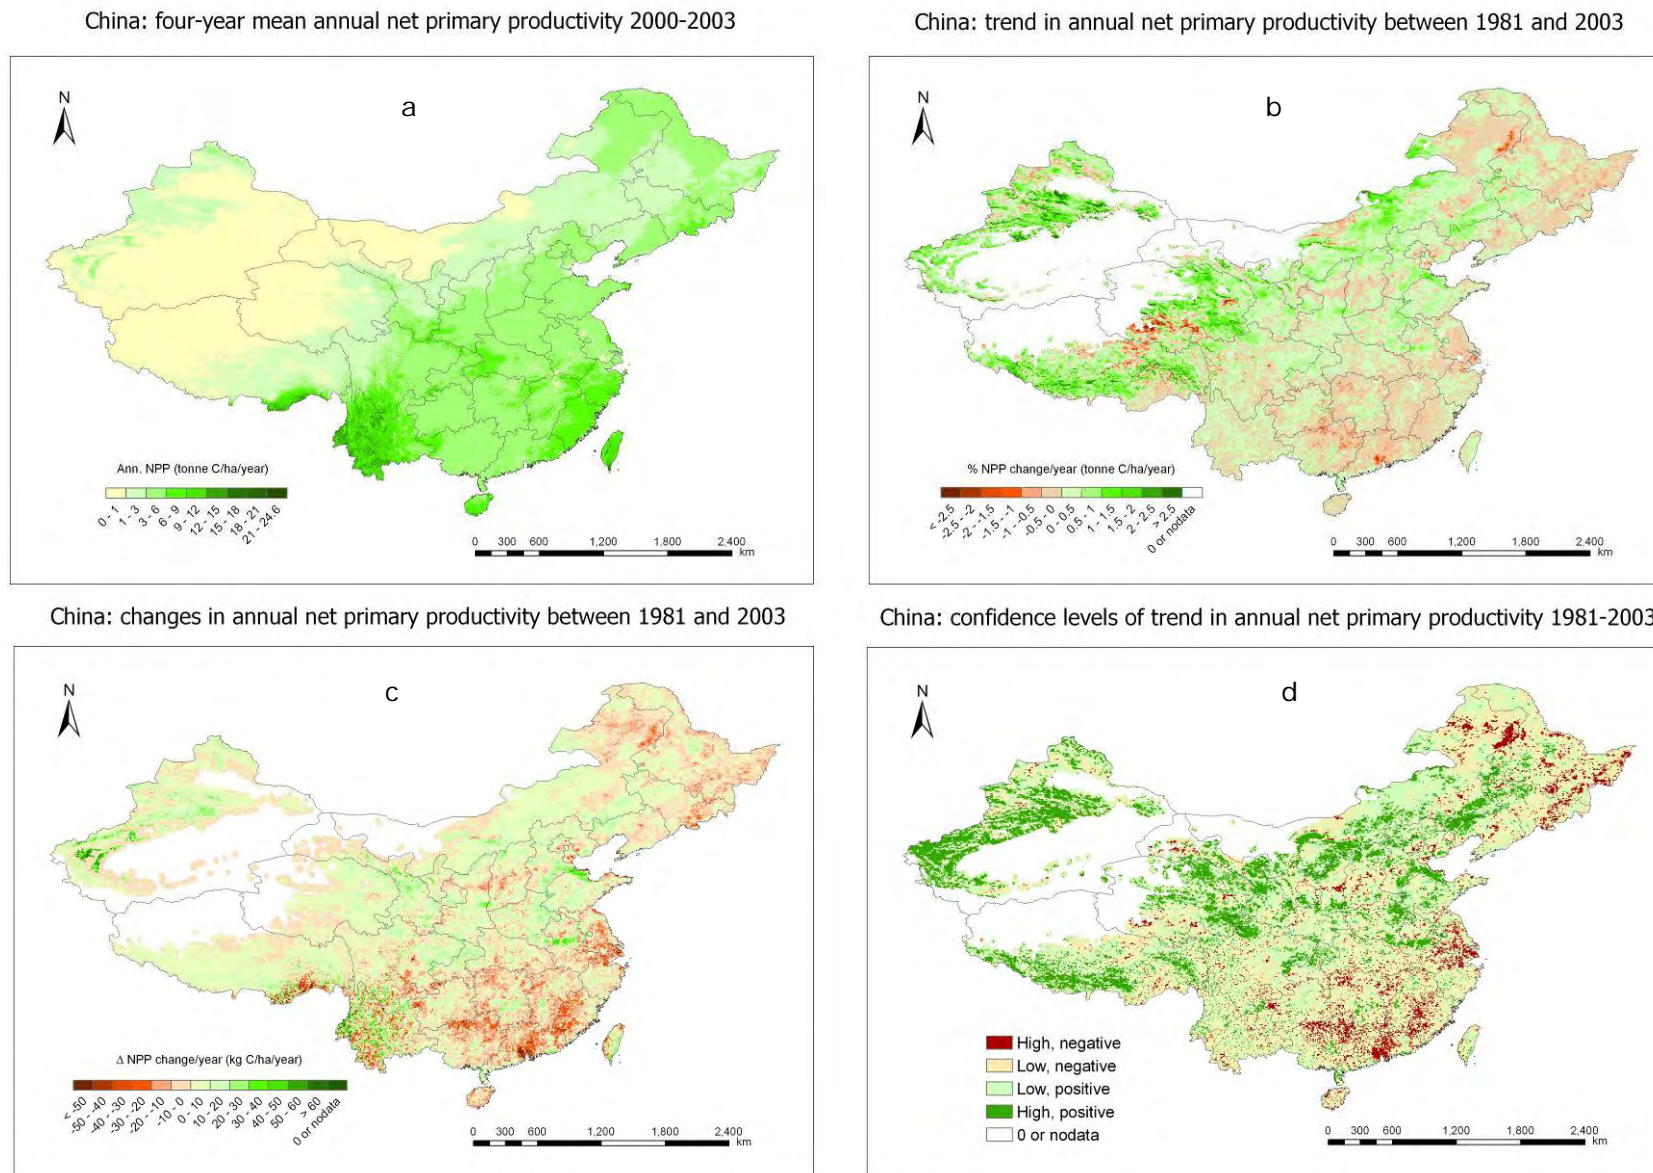 China: four-year mean annual net primary productivity 2000-2003
N
a
Ann. NPP (tonne C/ha/year)
0 - 1
1 - 3
3 - 6
6 - 9
9 - 12
12 - 15
15 - 18
18 - 21
21 - 24.6
0 300 600 1,200 1,800 2,400
km
China: trend in annual net primary productivity between 1981 and 2003
N
b
% NPP change/year (tonne C/ha/year)
< -2.5
-2.5 - -2
-2 - -1.5
-1.5 - -1
-1 - -0.5
-0.5 - 0
0 - 0.5
0.5 - 1
1 - 1.5
1.5 - 2
2 - 2.5
> 2.5
0 or nodata
0 300 600 1,200 1,800 2,400
km
China: changes in annual net primary productivity between 1981 and 2003
N
c
Δ NPP change/year (kg C/ha/year)
< -50
-50 - -40
-40 - -30
-30 - -20
-20 - -10
-10 - 0
0 - 10
10 - 20
20 - 30
30 - 40
40 - 50
50 - 60
> 60
0 or nodata
0 300 600 1,200 1,800 2,400
km
China: confidence levels of trend in annual net primary productivity 1981-2003
N
d
High, negative
Low, negative
Low, positive
High, positive
0 or nodata
0 300 600 1,200 1,800 2,400
km